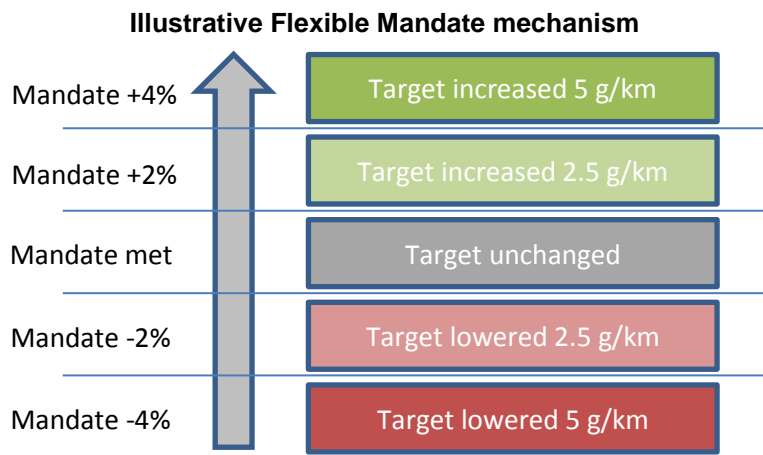 Illustrative Flexible Mandate mechanism
Mandate +4%
Target increased 5 g/km
Mandate +2%
Target increased 2.5 g/km
Mandate met
Target unchanged
Mandate -2%
Target lowered 2.5 g/km
Mandate -4%
Target lowered 5 g/km